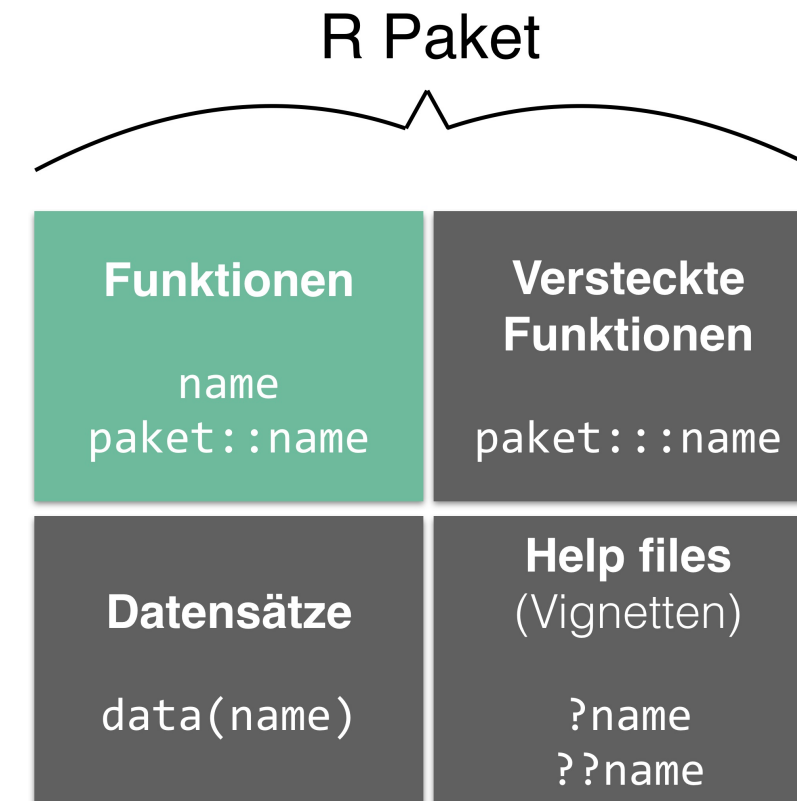 R Paket
Funktionen
name
paket::name
Versteckte
Funktionen
paket:::name
Datensätze
data(name)
Help files
(Vignetten)
?name
??name